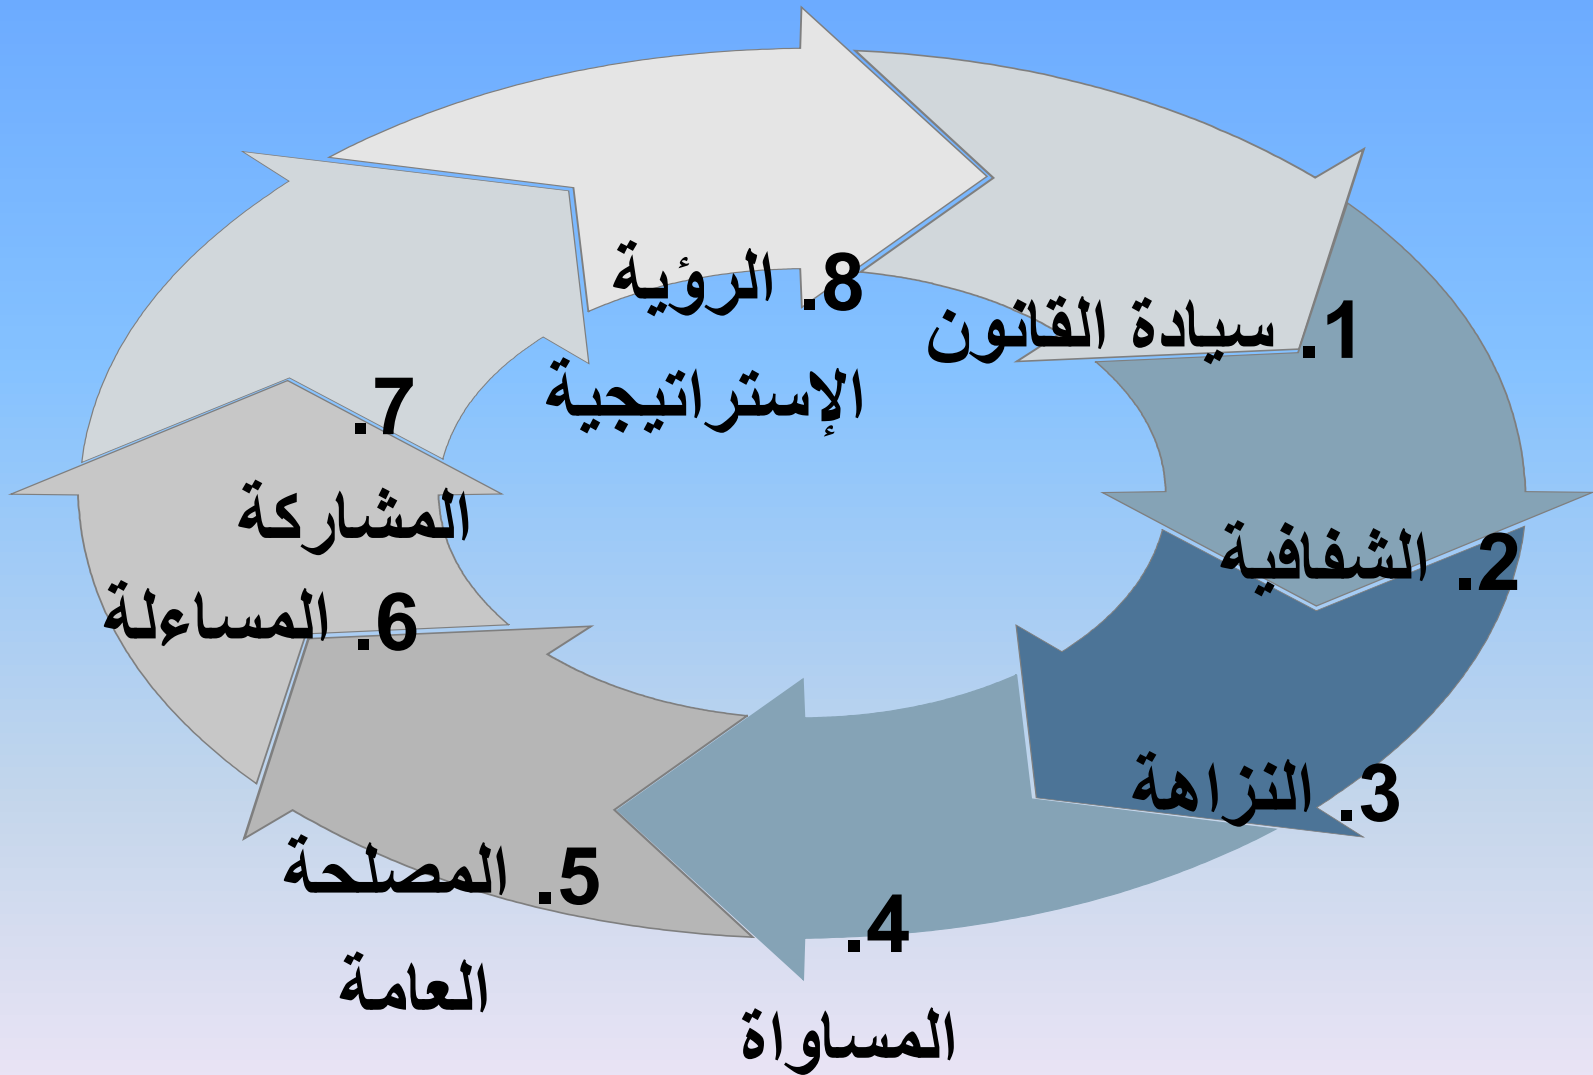 1. سيادة القانون
2. الشفافية
3. النزاهة
4.
المساواة
5. المصلحة
العامة
6. المساءلة
7.
المشاركة
8. الرؤية
الإستراتيجية